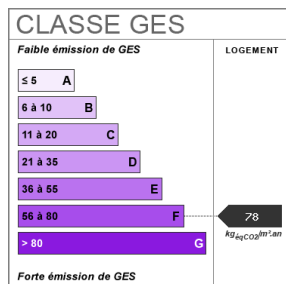 CLASSE GES
Faible émission de GES
LOGEMENT
≤ 5 A
6 à 10 B
11 à 20 C
21 à 35 D
36 à 55 E
56 à 80 F
78
kgéqCO2/m².an
> 80 G
Forte émission de GES